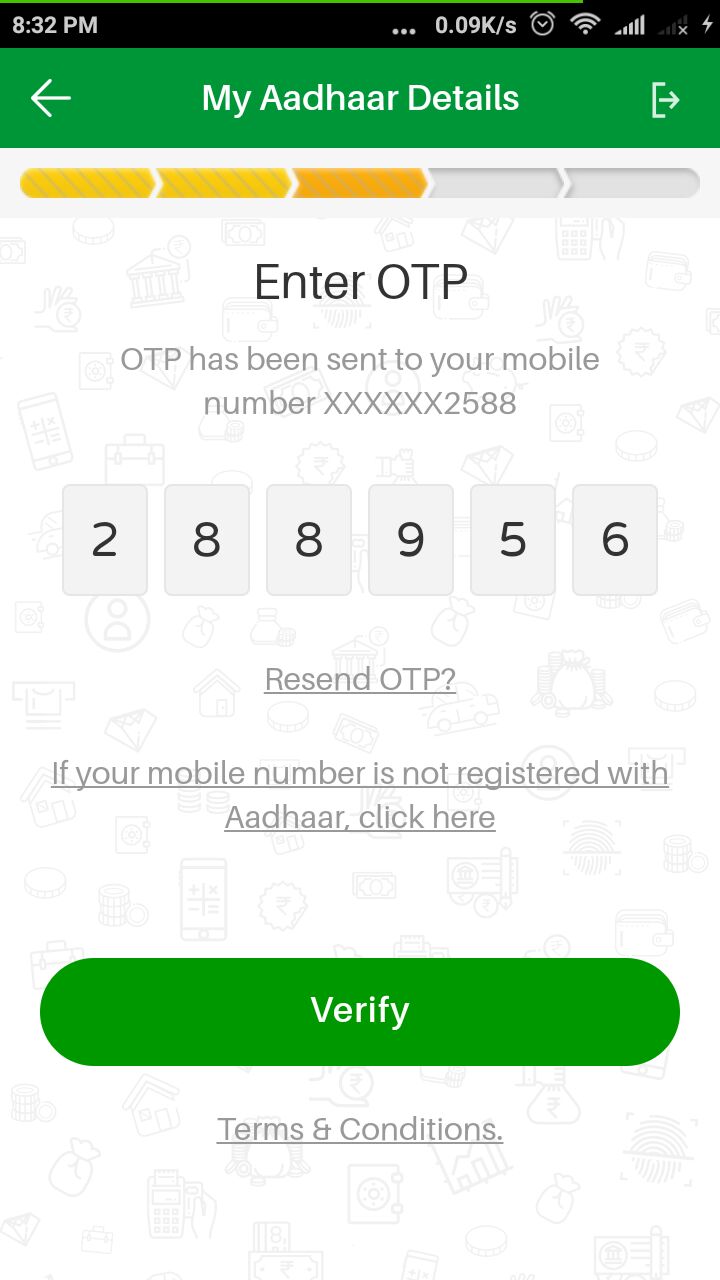 8:32 PM ... 0.09K/s
My Aadhaar Details
Enter OTP
OTP has been sent to your mobile
number XXXXXX2588
2 8 8 9 5 6
Resend OTP?
If your mobile number is not registered with
Aadhaar, click here
Verify
Terms & Conditions.